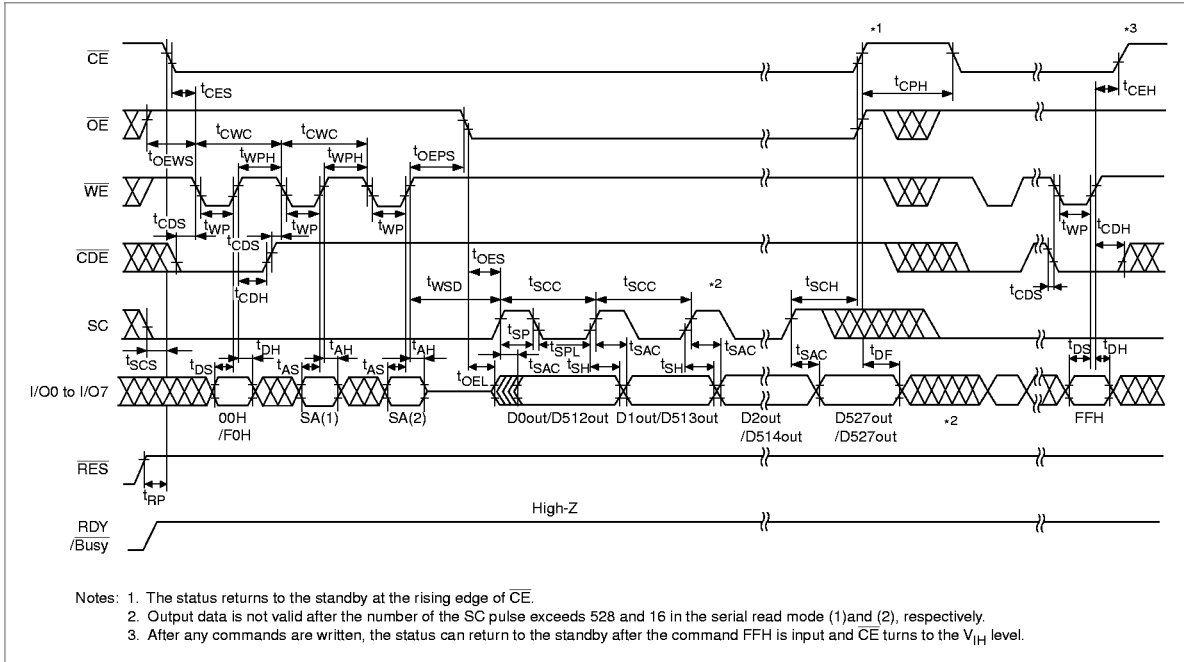 *1 *3
CE
tCES tCPH tCEH
OE
tCWC tCWC
tOEWS tWPH tWPH tOEPS
WE
tCDS tWP tCDS tWP tWP tWP tCDH
CDE
tCDH tOES tCDS
tWSD tSCC tSCC *2 tSCH
SC
tSP tSPL tSAC tSAC
tSCS tDS tDH tAS tAH tAS tAH tSAC tSH tSH tSAC tDF tDS tDH
tOEL
I/O0 to I/O7
00H /F0H SA(1) SA(2) D0out/D512out D1out/D513out D2out /D514out D527out /D527out *2 FFH
RES
tRP
High-Z
RDY
/Busy
Notes: 1. The status returns to the standby at the rising edge of CE.
2. Output data is not valid after the number of the SC pulse exceeds 528 and 16 in the serial read mode (1)and (2), respectively.
3. After any commands are written, the status can return to the standby after the command FFH is input and CE turns to the VIH level.